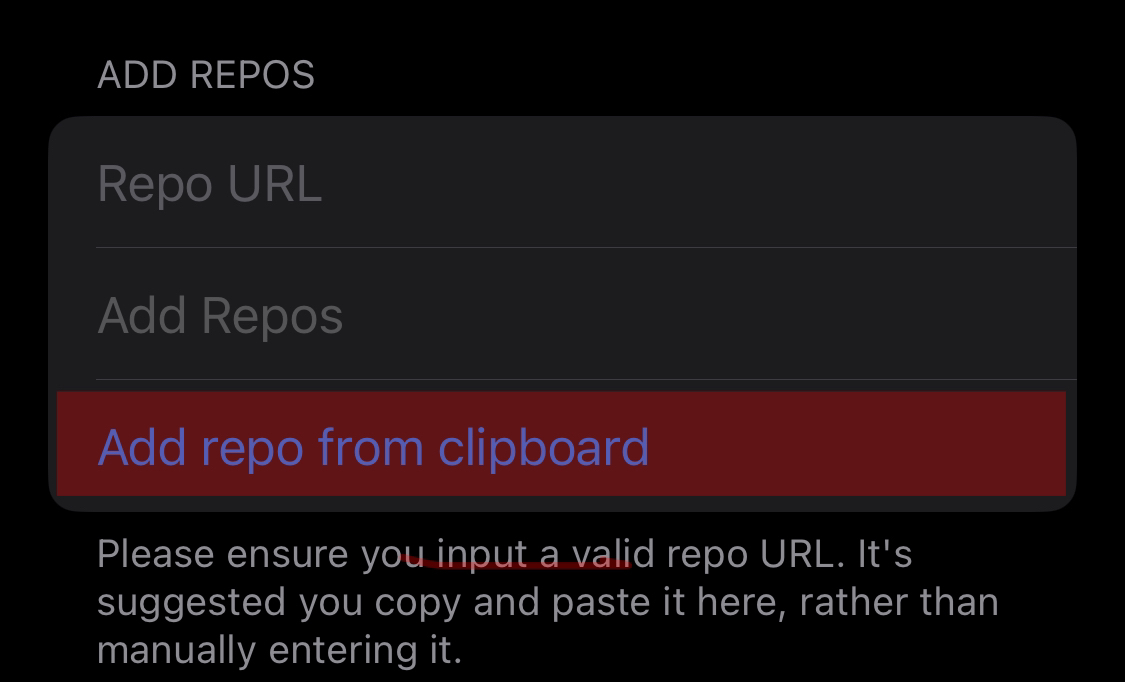 ADD REPOS
Repo URL
Add Repos
Add repo from clipboard
Please ensure you input a valid repo URL. It's
suggested you copy and paste it here, rather than
manually entering it.